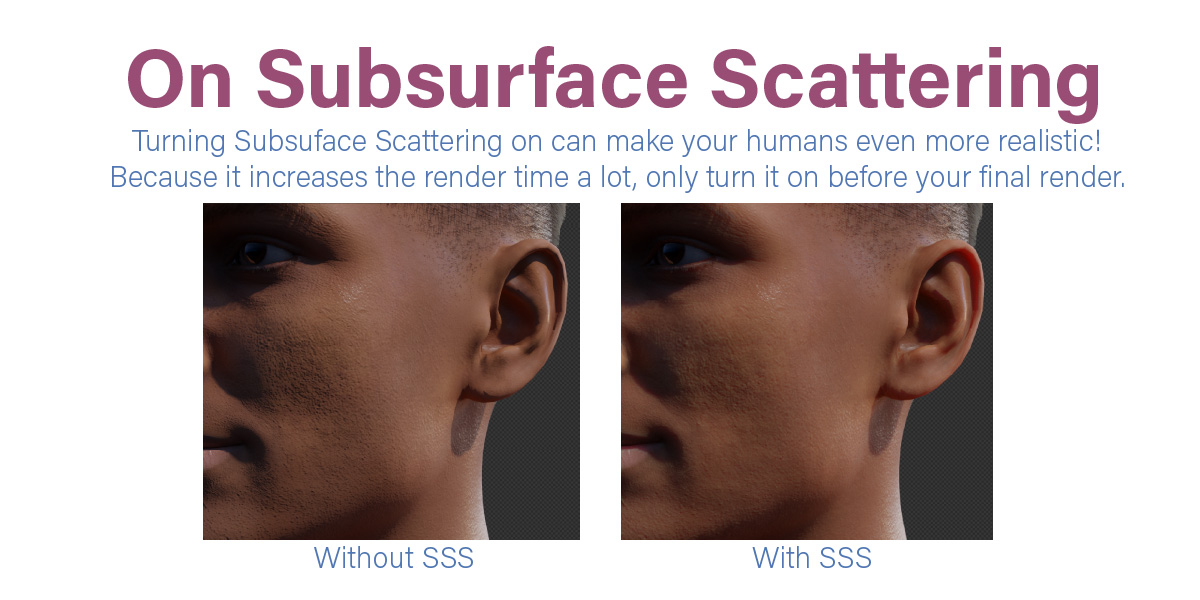 On Subsurface Scattering
Turning Subsuface Scattering on can make your humans even more realistic!
Because it increases the render time a lot, only turn it on before your final render.
Without SSS
With SSS